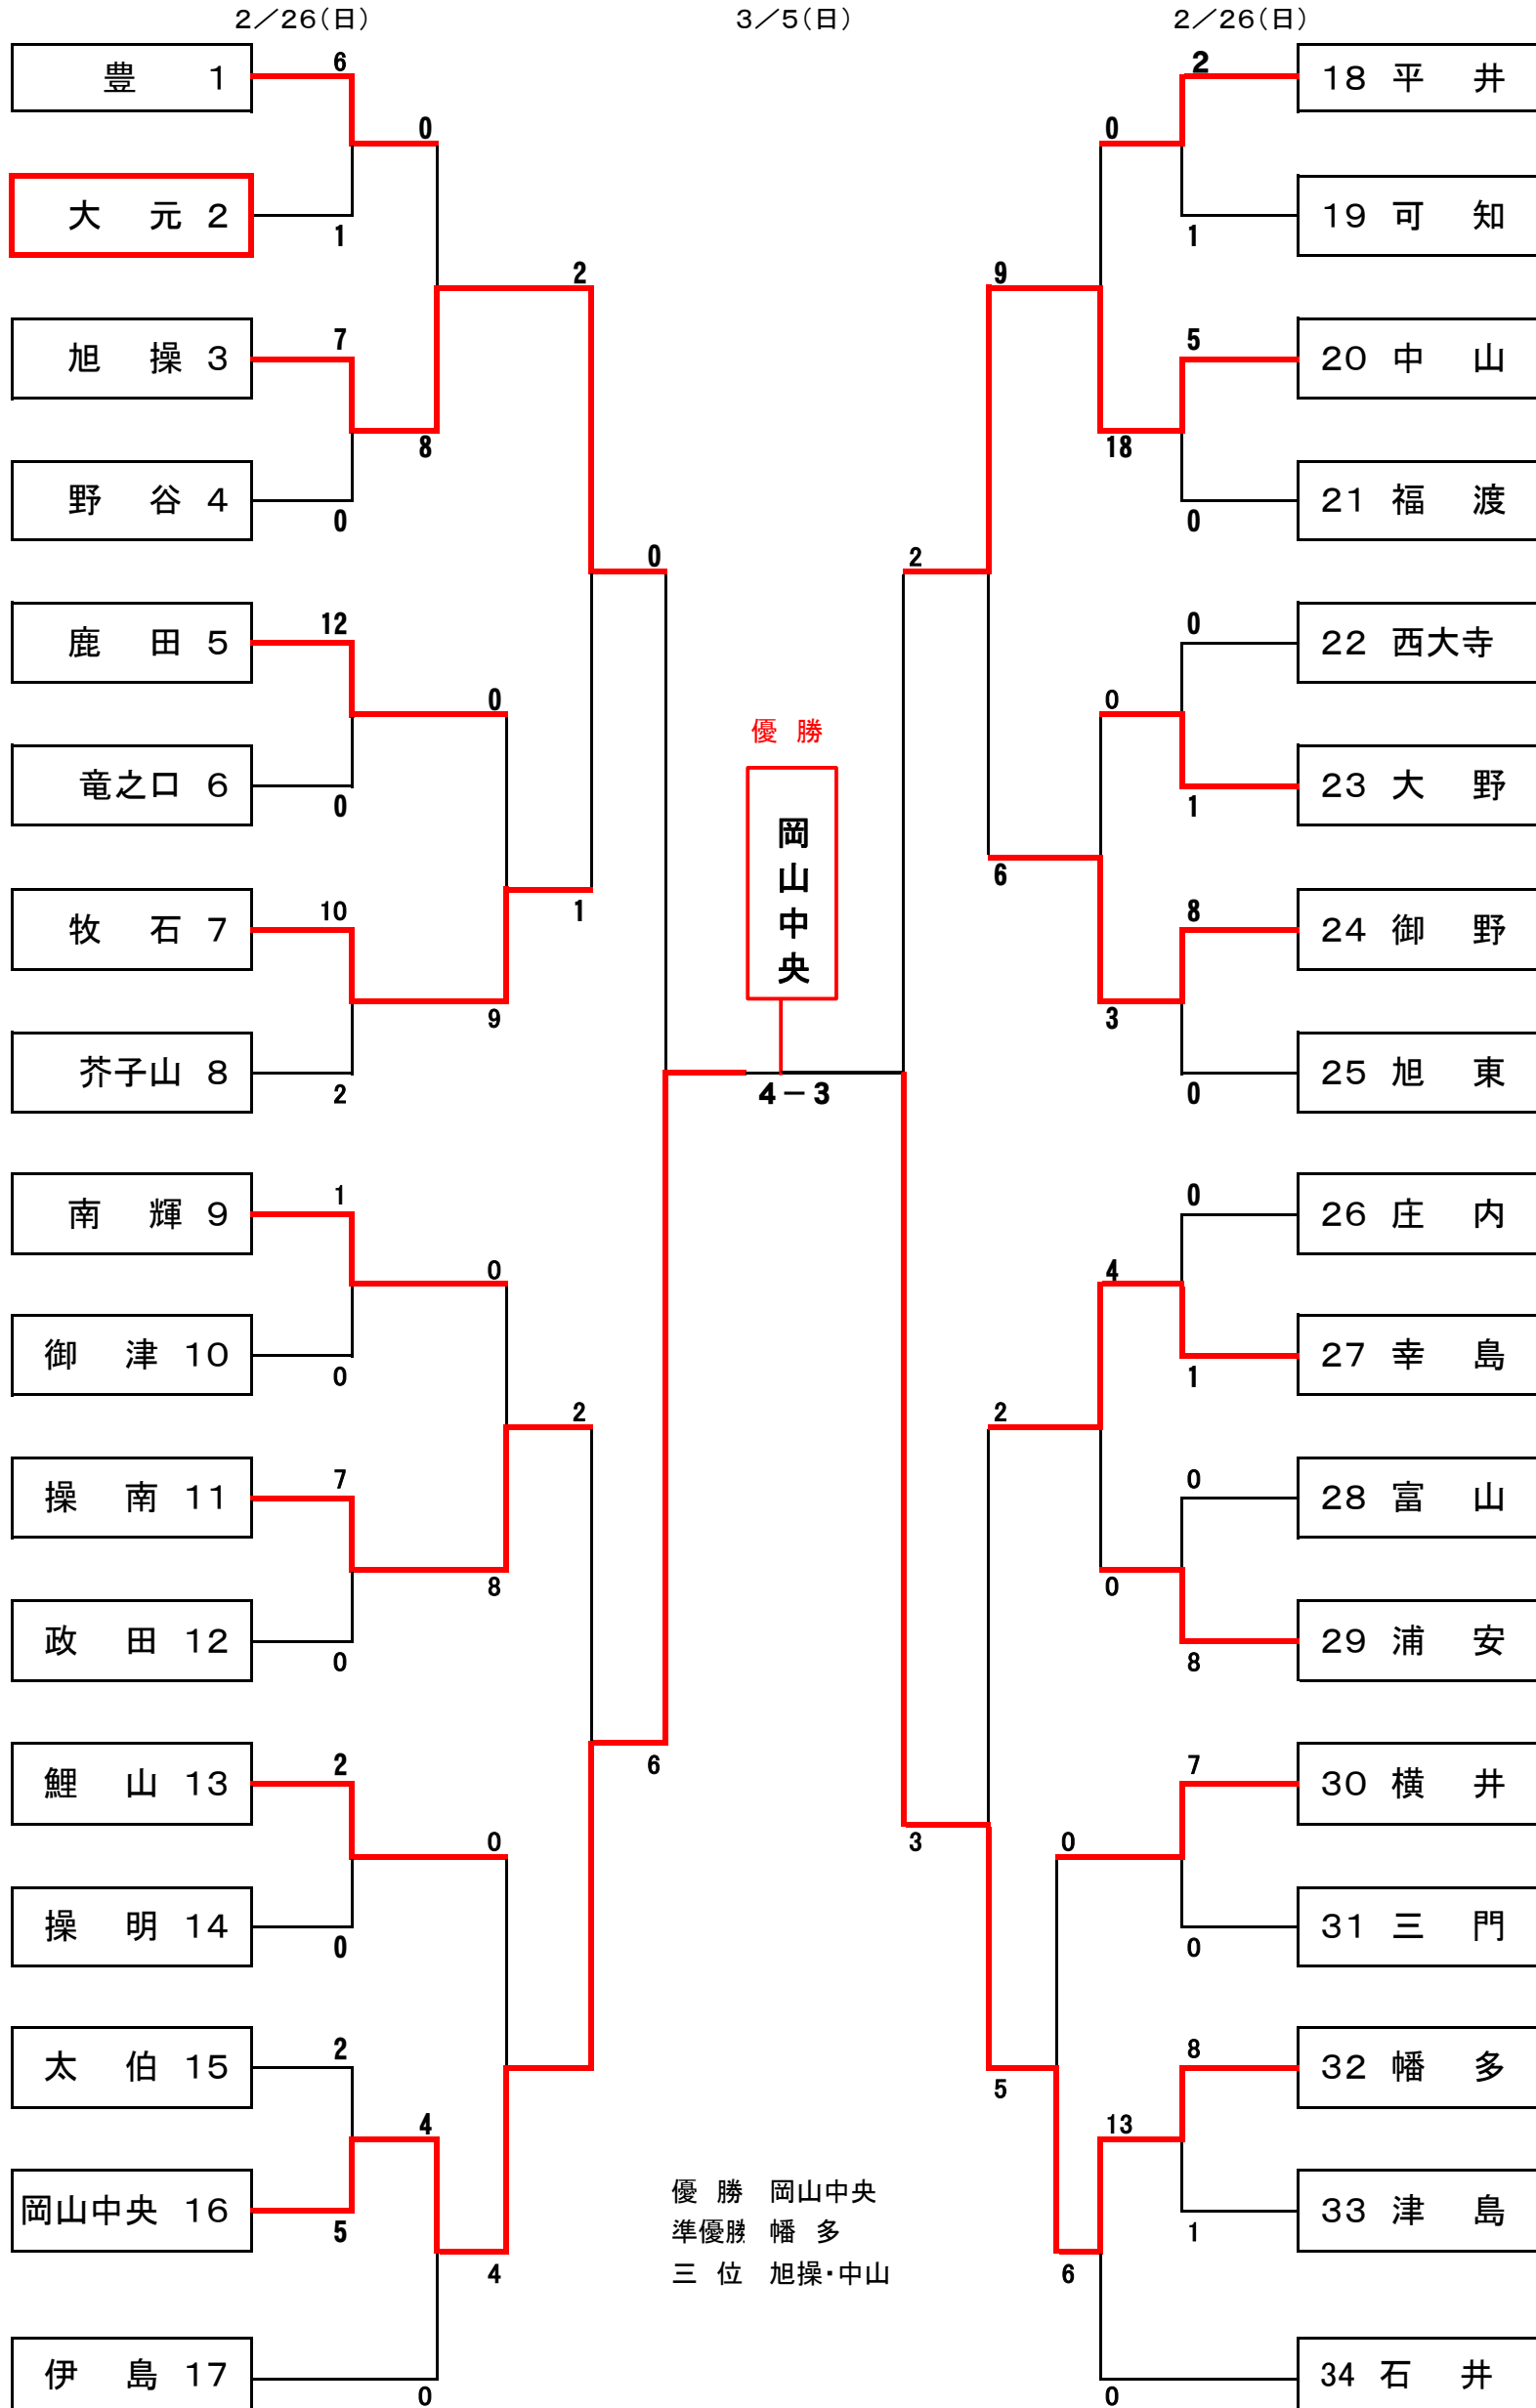 2／26（日）
3／5（日）
2／26（日）
豊 1
6
0
大 元 2
1
旭 操 3
7
8
2
野 谷 4
0
0
鹿 田 5
12
0
竜之口 6
0
牧 石 7
10
9
1
芥子山 8
2
南 輝 9
1
0
御 津 10
0
操 南 11
7
8
2
政 田 12
0
鯉 山 13
2
0
6
操 明 14
0
太 伯 15
2
4
岡山中央 16
5
4
伊 島 17
0
優 勝
岡山中央
4－3
2
18 平 井
0
1
19 可 知
9
5
20 中 山
18
0
21 福 渡
2
0
22 西大寺
0
1
23 大 野
6
8
24 御 野
3
0
25 旭 東
0
26 庄 内
4
1
27 幸 島
2
0
28 富 山
0
8
29 浦 安
7
30 横 井
3
0
0
31 三 門
8
32 幡 多
5
13
1
33 津 島
6
0
34 石 井
優 勝 岡山中央
準優勝 幡 多
三 位 旭操・中山